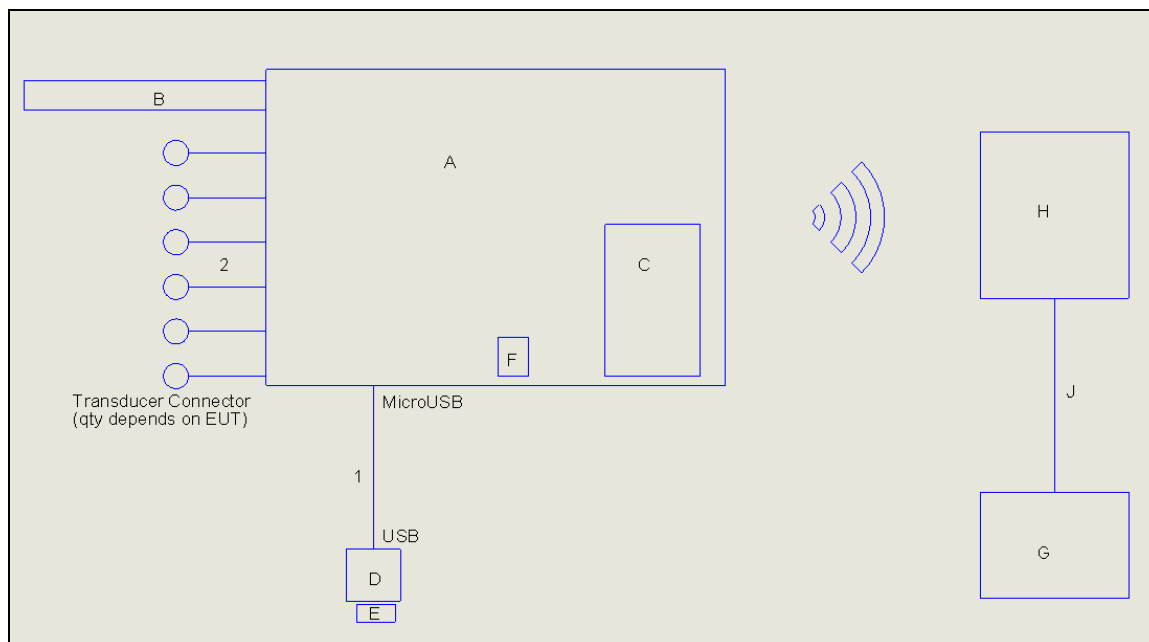 B
A
H
2
C
F
Transducer Connector
(qty depends on EUT)
MicroUSB
J
1
USB
G
D
E